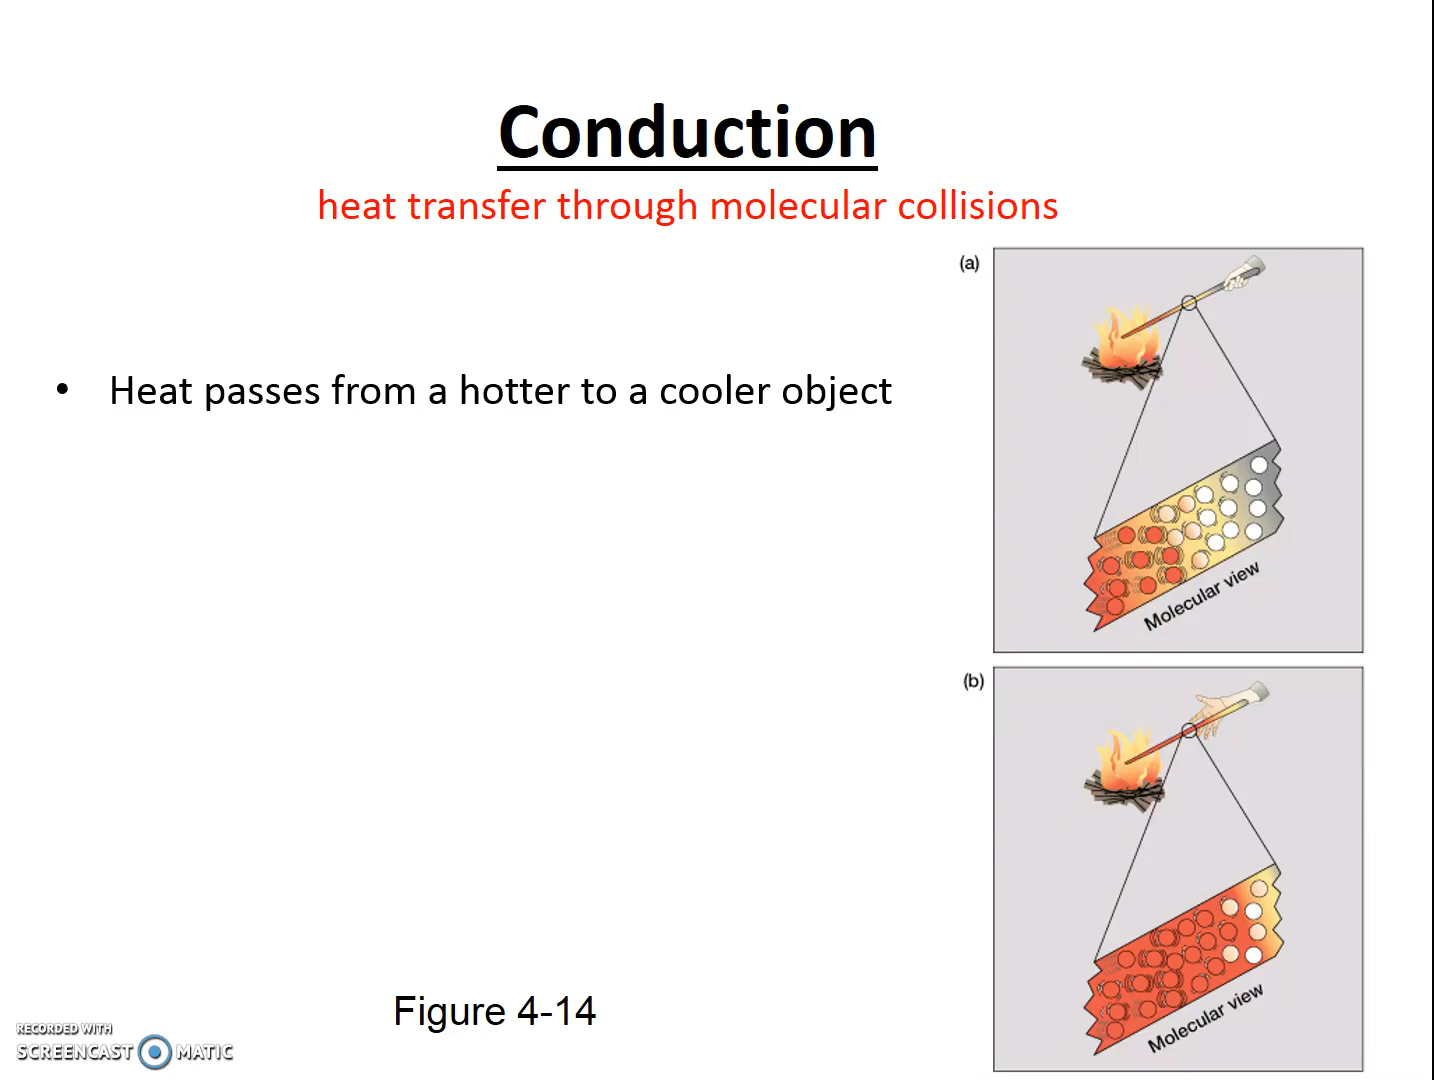 Conduction
heat transfer through molecular collisions
(a)
• Heat passes from a hotter to a cooler object
Molecular view
(b)
Molecular view
Figure 4-14
RECORDED WITH
SCREENCAST MATIC